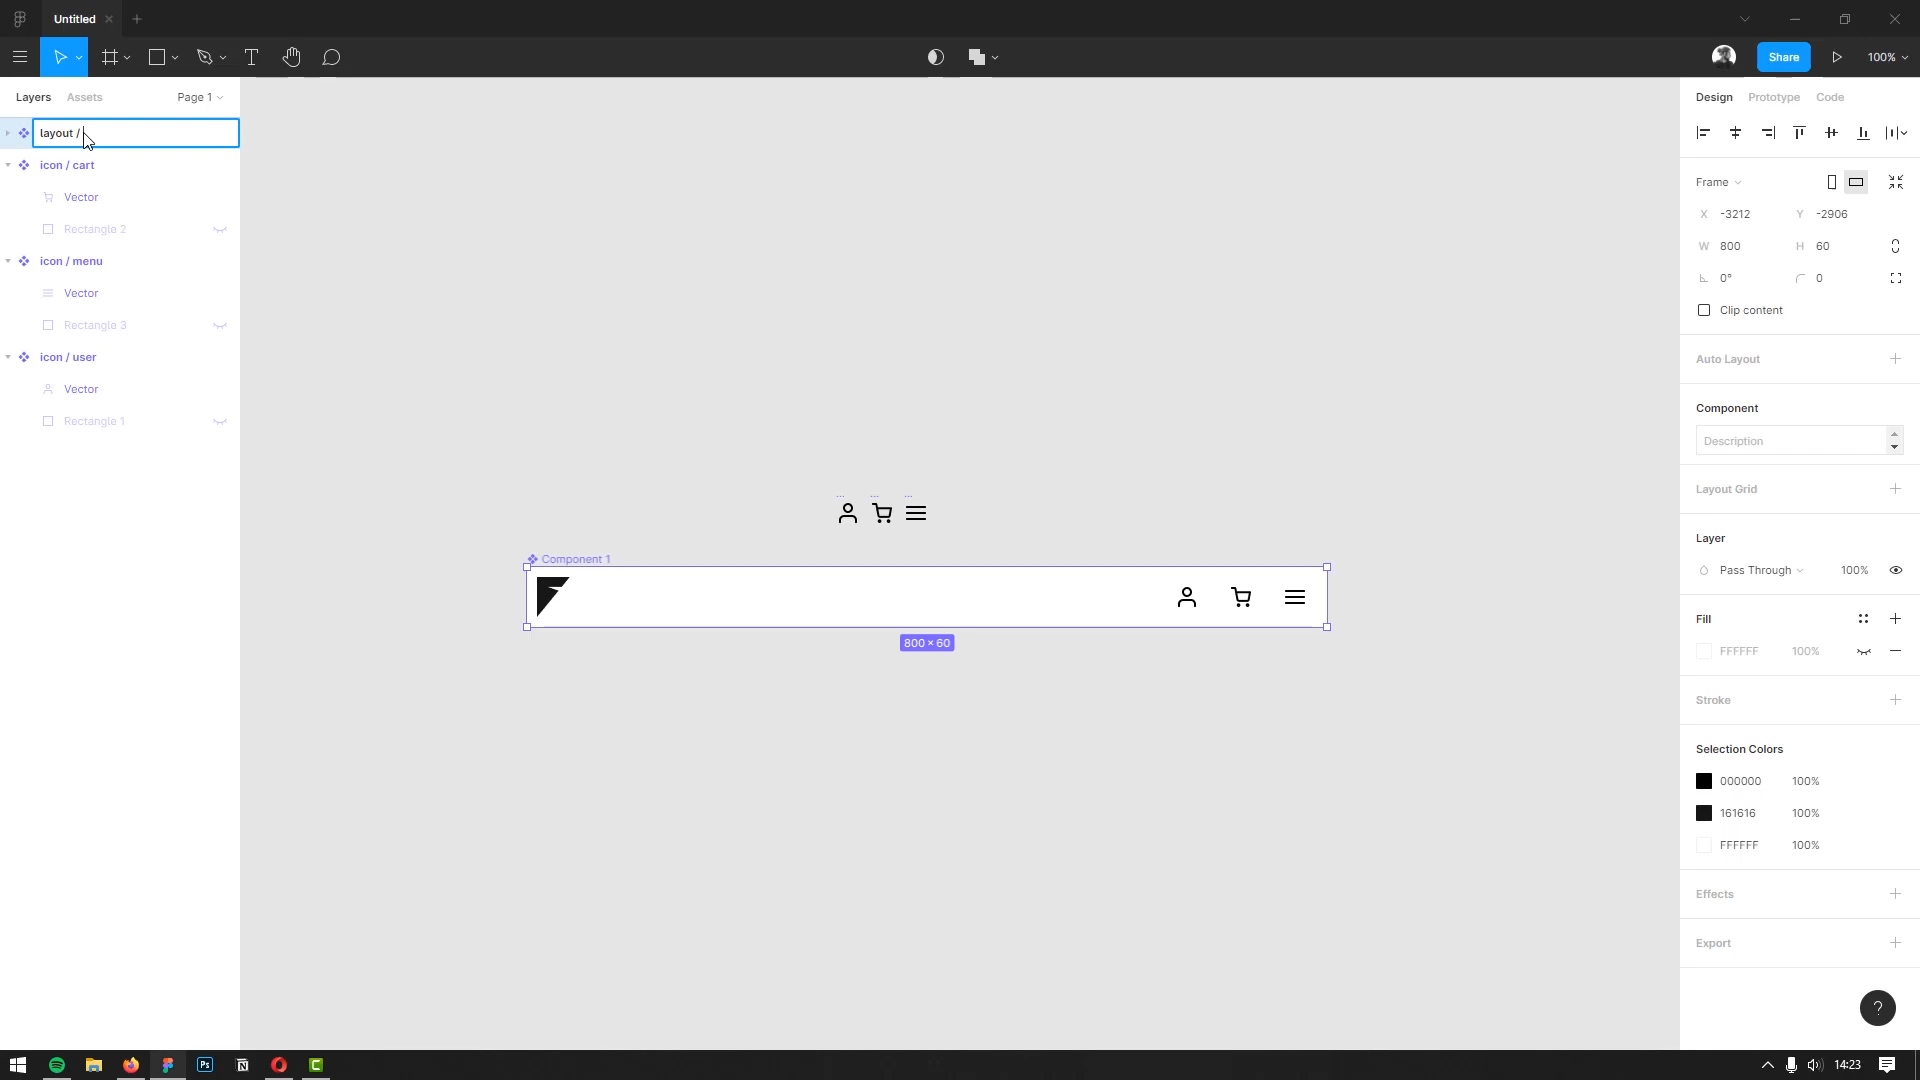 Untitled
Share
100%
Layers
Assets
Page 1
layout /
icon / cart
Vector
Rectangle 2
icon / menu
Vector
Rectangle 3
icon / user
Vector
Rectangle 1
...
...
...
Component 1
800 × 60
Design
Prototype
Code
Frame
X -3212
Y -2906
W 800
H 60
0°
0
Clip content
Auto Layout
Component
Description
Layout Grid
Layer
Pass Through
100%
Fill
FFFFFF 100%
Stroke
Selection Colors
000000 100%
161616 100%
FFFFFF 100%
Effects
Export
?
Ps
N
C
14:23